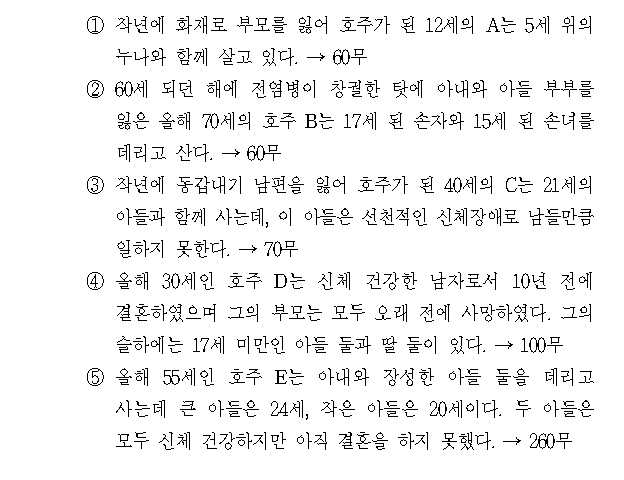 ① 작년에 화재로 부모를 잃어 호주가 된 12세의 A는 5세 위의
누나와 함께 살고 있다. → 60무
② 60세 되던 해에 전염병이 창궐한 탓에 아내와 아들 부부를
잃은 올해 70세의 호주 B는 17세 된 손자와 15세 된 손녀를
데리고 산다. → 60무
③ 작년에 동갑내기 남편을 잃어 호주가 된 40세의 C는 21세의
아들과 함께 사는데, 이 아들은 선천적인 신체장애로 남들만큼
일하지 못한다. → 70무
④ 올해 30세인 호주 D는 신체 건강한 남자로서 10년 전에
결혼하였으며 그의 부모는 모두 오래 전에 사망하였다. 그의
슬하에는 17세 미만인 아들 둘과 딸 둘이 있다. → 100무
⑤ 올해 55세인 호주 E는 아내와 장성한 아들 둘을 데리고
사는데 큰 아들은 24세, 작은 아들은 20세이다. 두 아들은
모두 신체 건강하지만 아직 결혼을 하지 못했다. → 260무